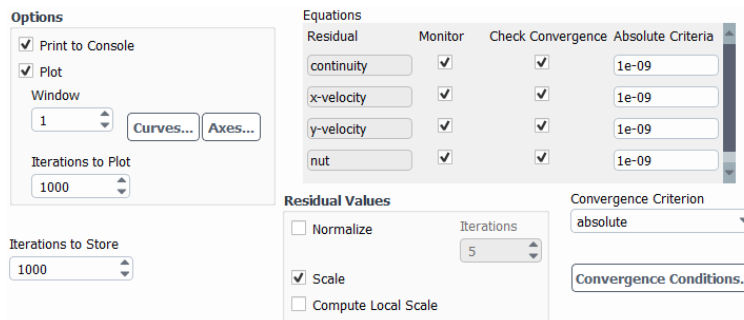 Options
Print to Console
Plot
Window
1
Curves... Axes...
Iterations to Plot
1000
Iterations to Store
1000
Equations
Residual Monitor Check Convergence Absolute Criteria
continuity 1e-09
x-velocity 1e-09
y-velocity 1e-09
nut 1e-09
Residual Values
Normalize
Iterations
5
Scale
Compute Local Scale
Convergence Criterion
absolute
Convergence Conditions.